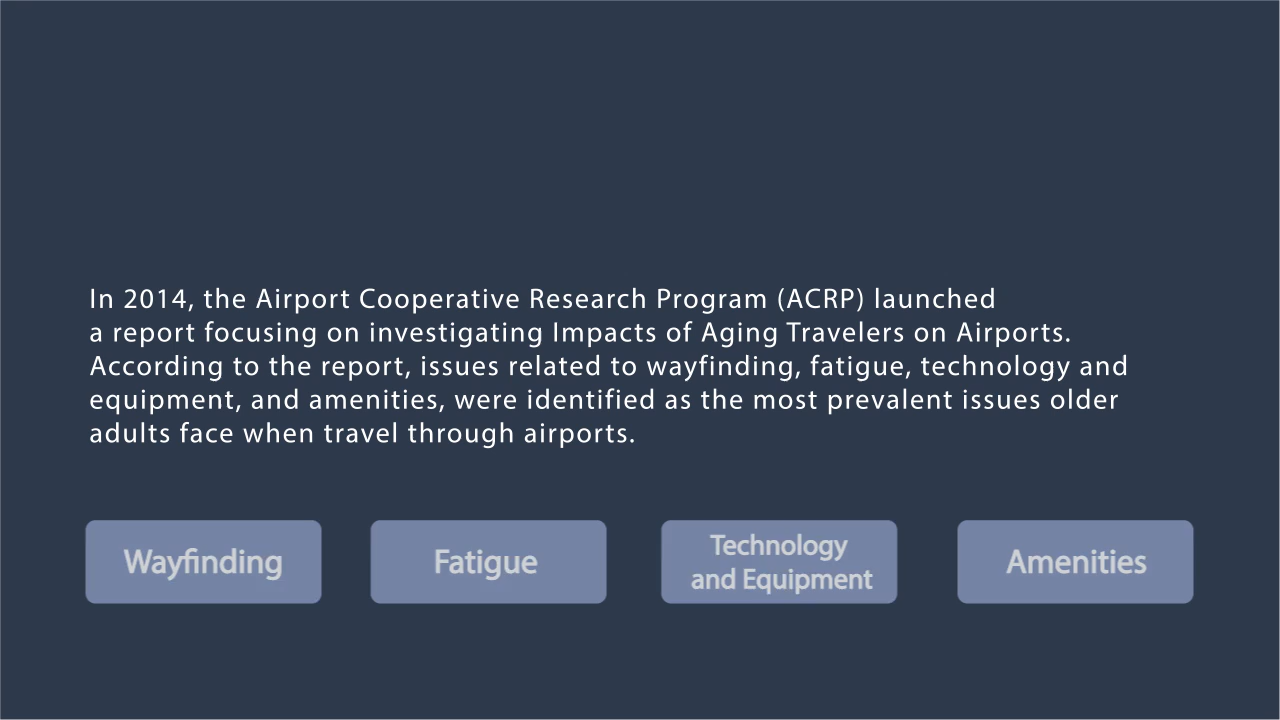 In 2014, the Airport Cooperative Research Program (ACRP) launched
a report focusing on investigating Impacts of Aging Travelers on Airports.
According to the report, issues related to wayfinding, fatigue, technology and
equipment, and amenities, were identified as the most prevalent issues older
adults face when travel through airports.
Wayfinding
Fatigue
Technology
and Equipment
Amenities